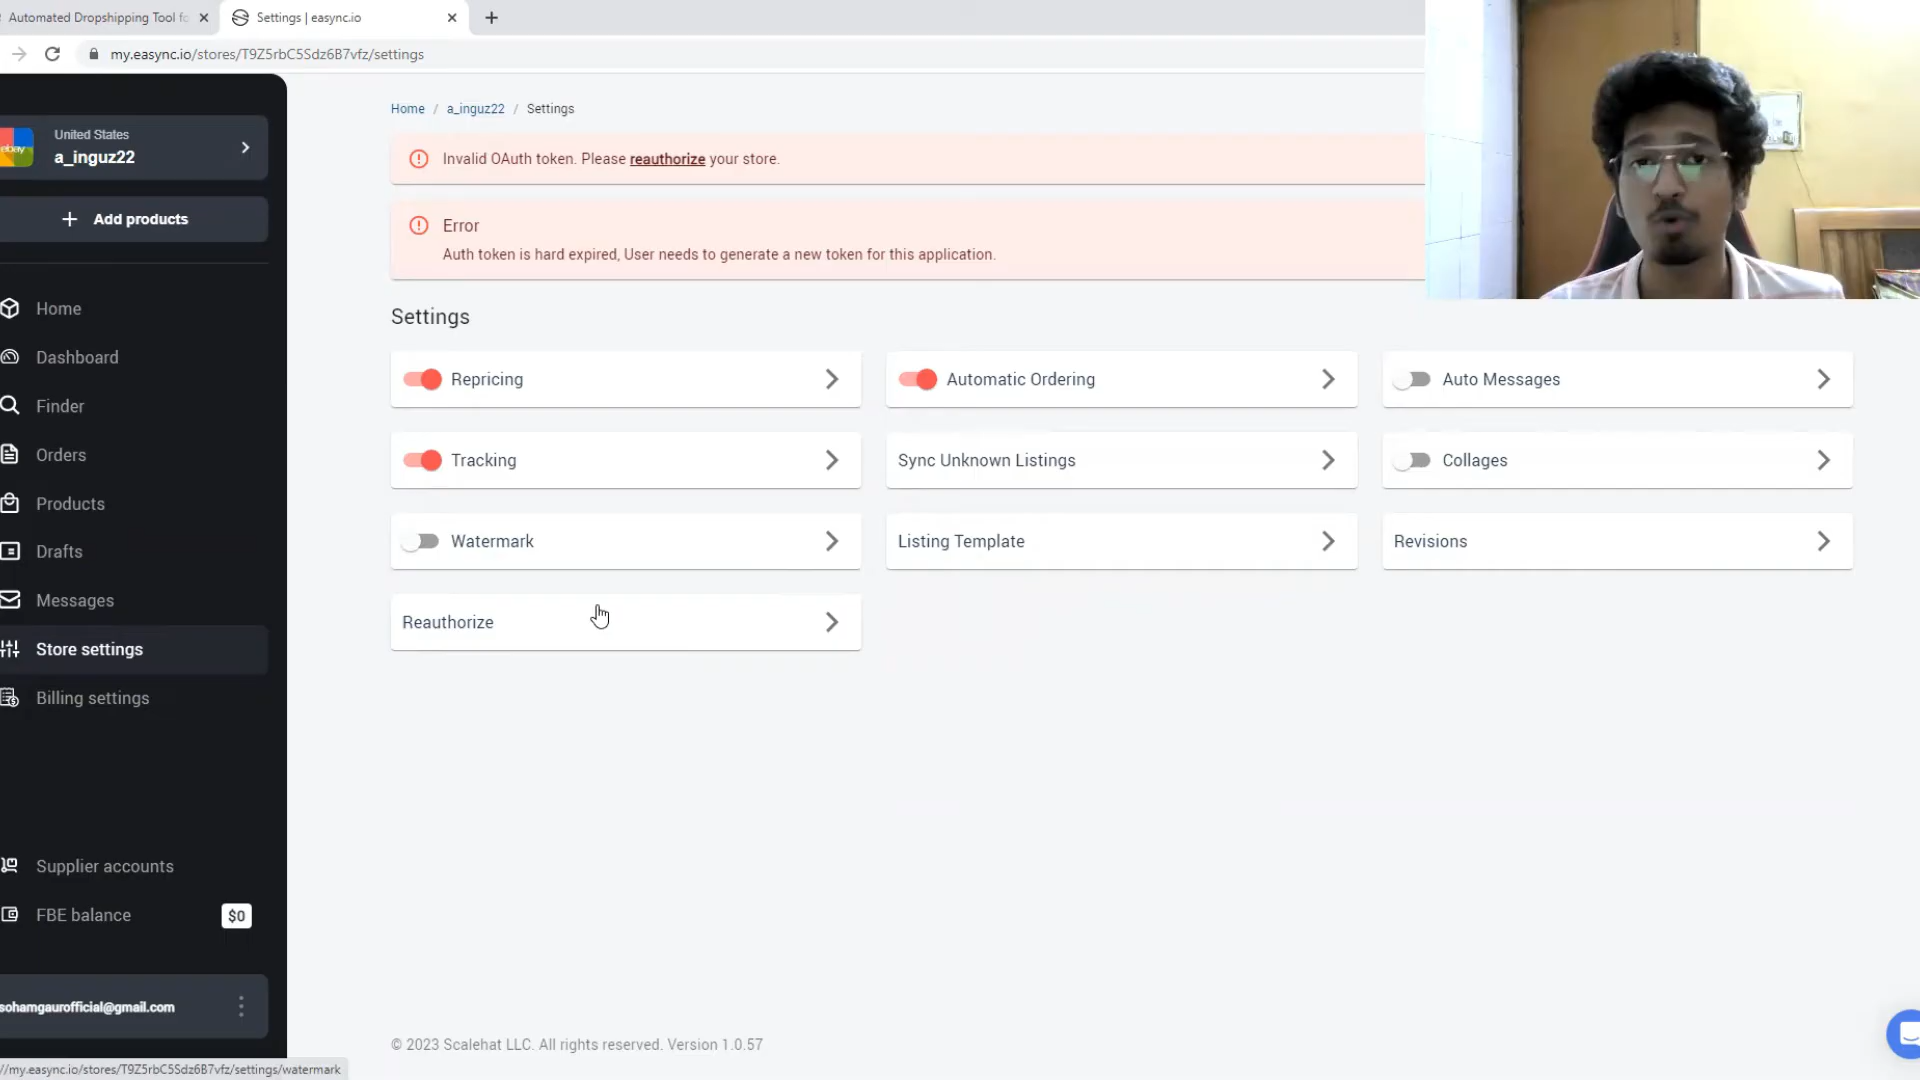 Automated Dropshipping Tool fo
Settings | easync.io
my.easync.io/stores/T9Z5rbC5Sdz6B7vfz/settings
ebay
United States
a_inguz22
Add products
Home
Dashboard
Finder
Orders
Products
Drafts
Messages
Store settings
Billing settings
Supplier accounts
FBE balance
$0
sohamgaurofficial@gmail.com
Home / a_inguz22 / Settings
Invalid OAuth token. Please reauthorize your store.
Error
Auth token is hard expired, User needs to generate a new token for this application.
Settings
Repricing
Automatic Ordering
Auto Messages
Tracking
Sync Unknown Listings
Collages
Watermark
Listing Template
Revisions
Reauthorize
© 2023 Scalehat LLC. All rights reserved. Version 1.0.57
//my.easync.io/stores/T9Z5rbC5Sdz6B7vfz/settings/watermark